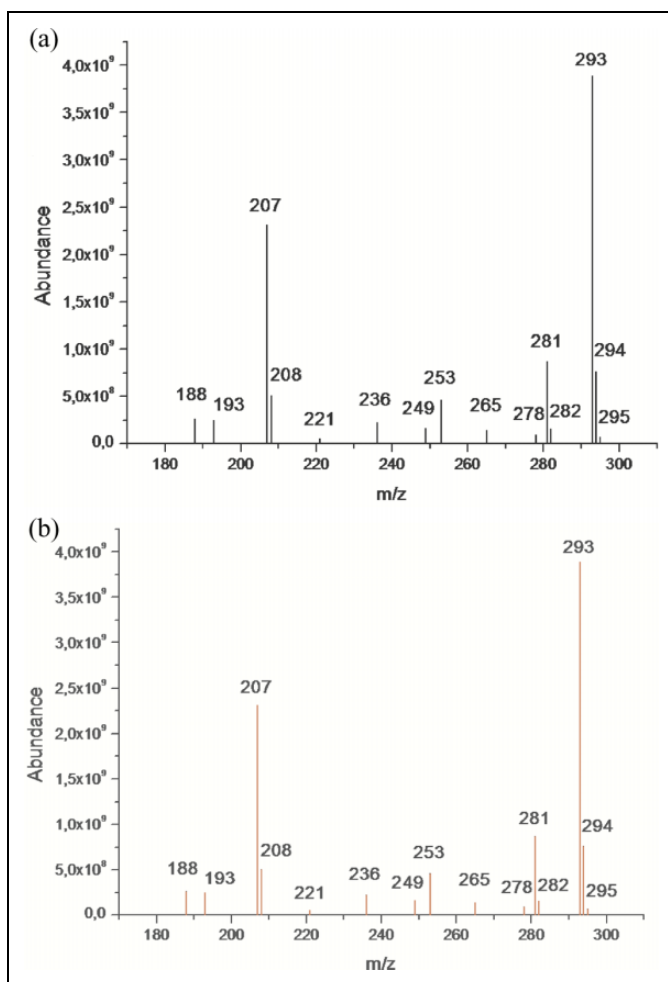 (a)
4,0x10⁹
3,5x10⁹
3,0x10⁹
2,5x10⁹
2,0x10⁹
1,5x10⁹
1,0x10⁹
5,0x10⁸
0,0
Abundance
188
193
207
208
221
236
249
253
265
278
281
282
293
294
295
180 200 220 240 260 280 300
m/z
(b)
4,0x10⁹
3,5x10⁹
3,0x10⁹
2,5x10⁹
2,0x10⁹
1,5x10⁹
1,0x10⁹
5,0x10⁸
0,0
Abundance
188
193
207
208
221
236
249
253
265
278
281
282
293
294
295
180 200 220 240 260 280 300
m/z